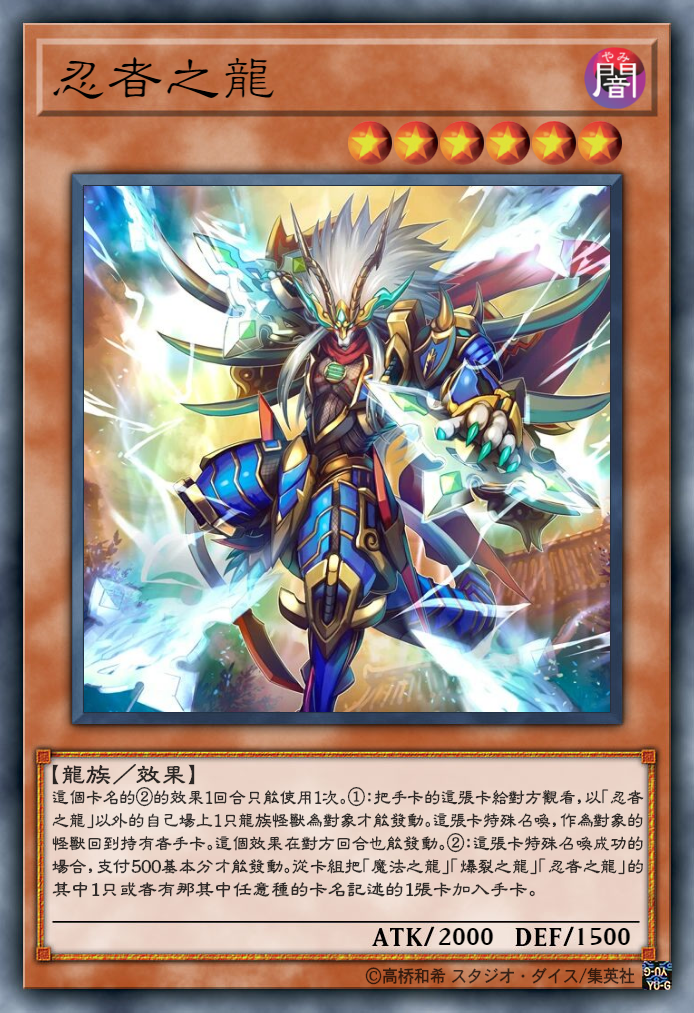 忍者之龍
やみ
闇
【龍族／效果】
這個卡名的②的效果1回合只能使用1次。①:把手卡的這張卡給對方觀看,以「忍者
之龍」以外的自己場上1只龍族怪獸為對象才能發動。這張卡特殊召喚,作為對象的
怪獸回到持有者手卡。這個效果在對方回合也能發動。②:這張卡特殊召喚成功的
場合,支付500基本分才能發動。從卡組把「魔法之龍」「爆裂之龍」「忍者之龍」的
其中1只或者有那其中任意種的卡名記述的1張卡加入手卡。
ATK/2000 DEF/1500
©高桥和希 スタジオ・ダイス/集英社
YU-G